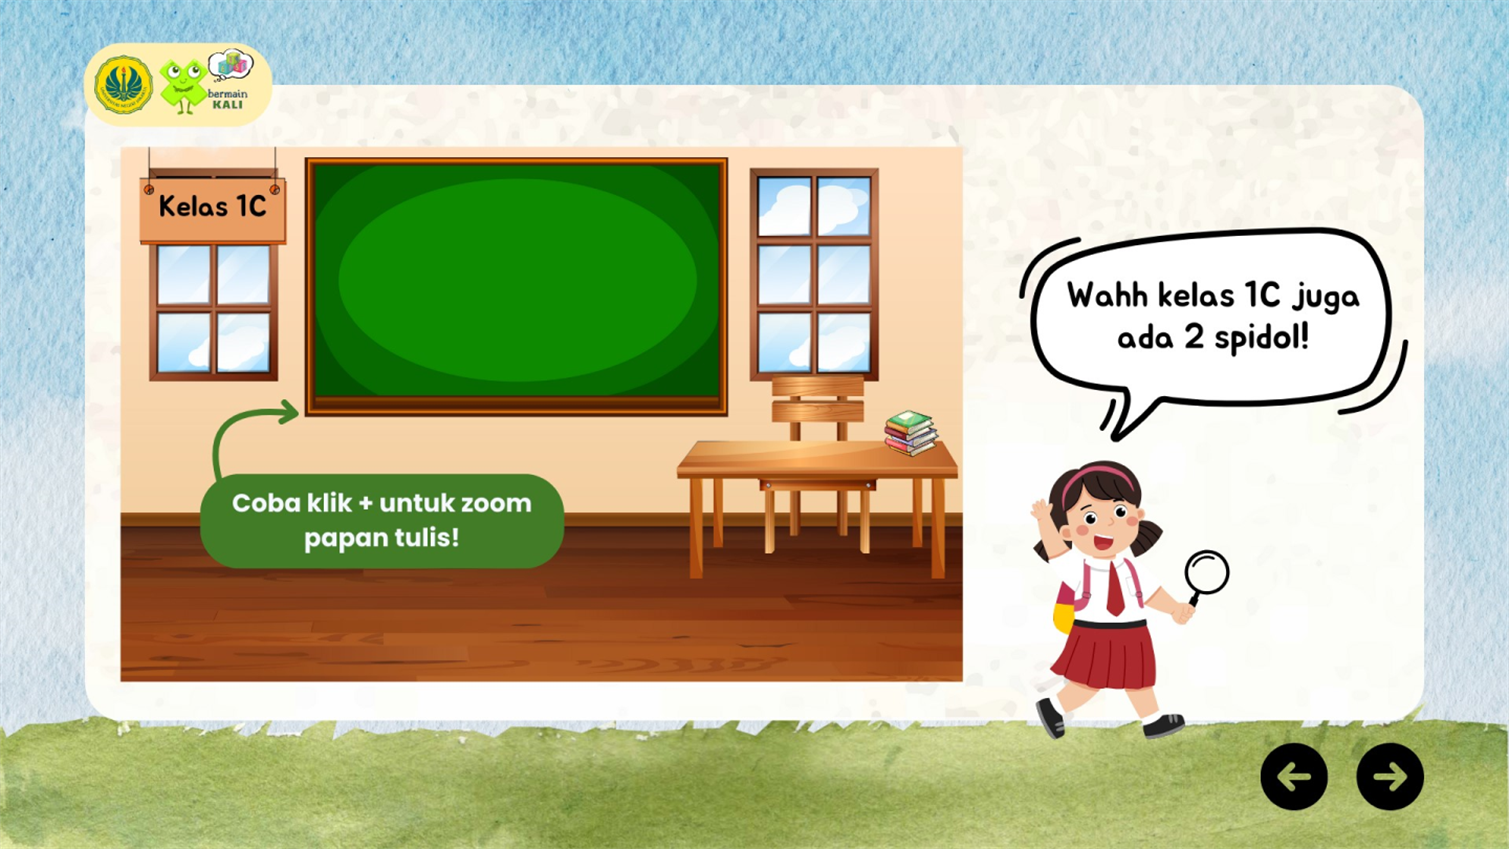 bermain
KALI
Kelas 1C
Wahh kelas 1C juga
ada 2 spidol!
Coba klik + untuk zoom
papan tulis!